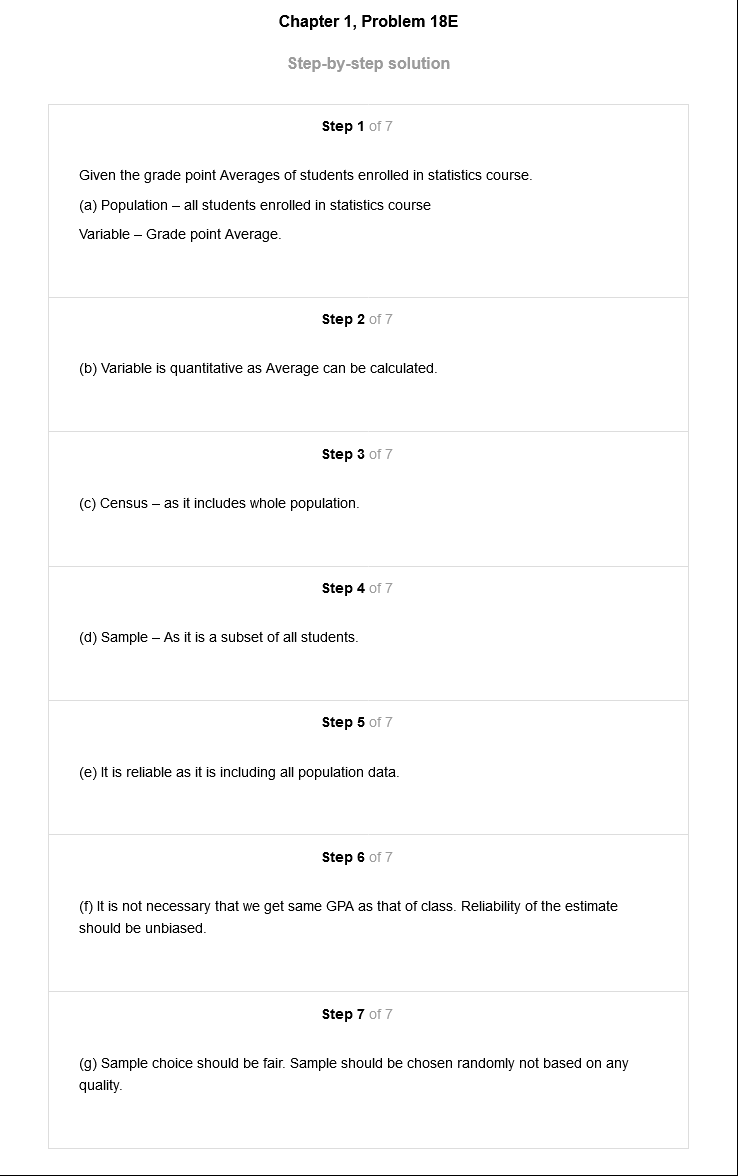 Chapter 1, Problem 18E
Step-by-step solution
Step 1 of 7
Given the grade point Averages of students enrolled in statistics course.
(a) Population – all students enrolled in statistics course
Variable – Grade point Average.
Step 2 of 7
(b) Variable is quantitative as Average can be calculated.
Step 3 of 7
(c) Census – as it includes whole population.
Step 4 of 7
(d) Sample – As it is a subset of all students.
Step 5 of 7
(e) It is reliable as it is including all population data.
Step 6 of 7
(f) It is not necessary that we get same GPA as that of class. Reliability of the estimate
should be unbiased.
Step 7 of 7
(g) Sample choice should be fair. Sample should be chosen randomly not based on any
quality.